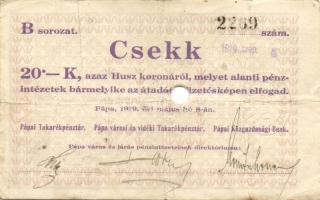 B sorozat. 2269 szám.
Csekk
20·— K, azaz Husz koronáról, melyet alanti pénz-
intézetek bármelyike az átadás fizetésképen elfogad.
Pápa, 1919. évi május hó 8-án.
Pápai Takarékpénztár. Pápa városi és vidéki Takarékpénztár. Pápai Közgazdasági Bank.
Pápa város és járás pénzintézeteinek direktóriuma: